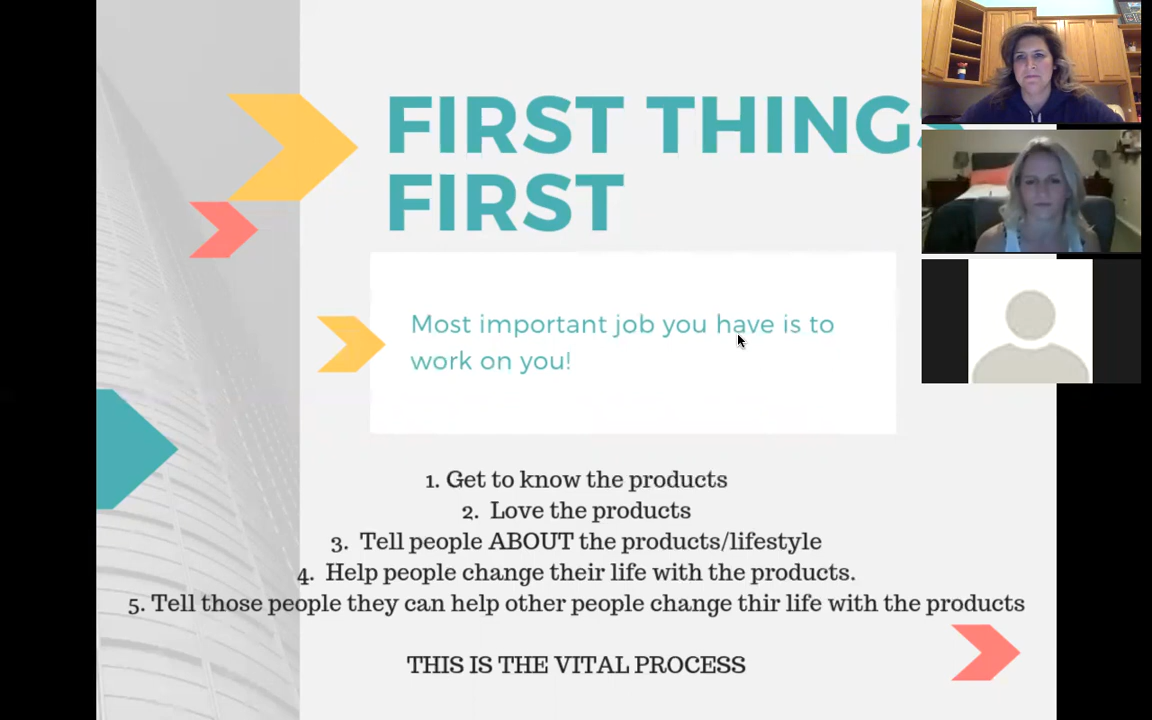 FIRST THINGS
FIRST
Most important job you have is to
work on you!
1. Get to know the products
2. Love the products
3. Tell people ABOUT the products/lifestyle
4. Help people change their life with the products.
5. Tell those people they can help other people change thir life with the products
THIS IS THE VITAL PROCESS